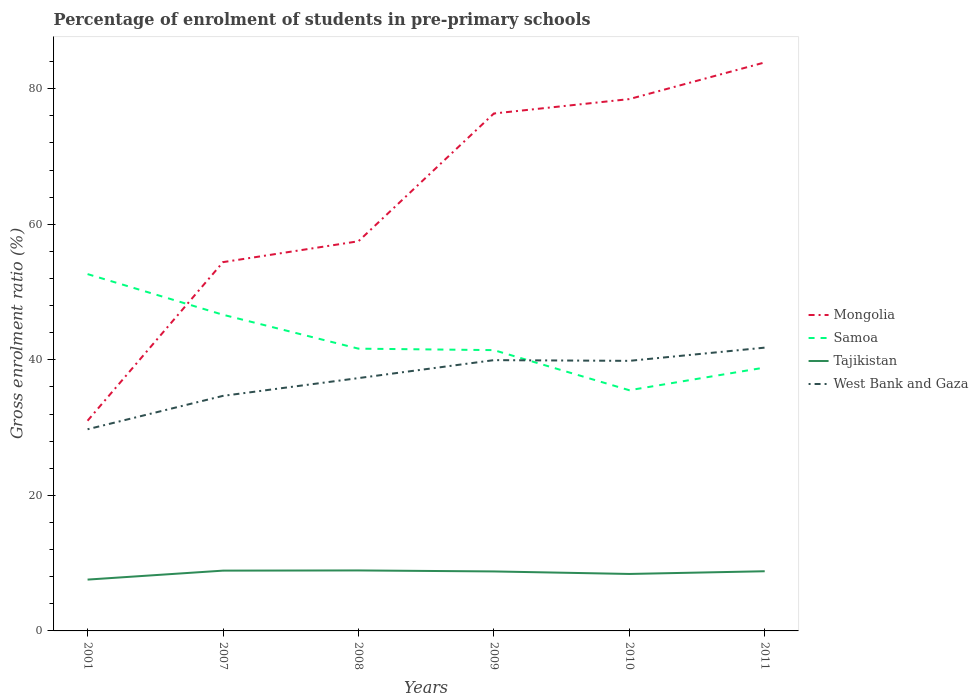 Percentage of enrolment of students in pre-primary schools
Gross enrolment ratio (%)
80
60
40
20
0
2001
2007
2008
2009
2010
2011
Years
Mongolia
Samoa
Tajikistan
West Bank and Gaza